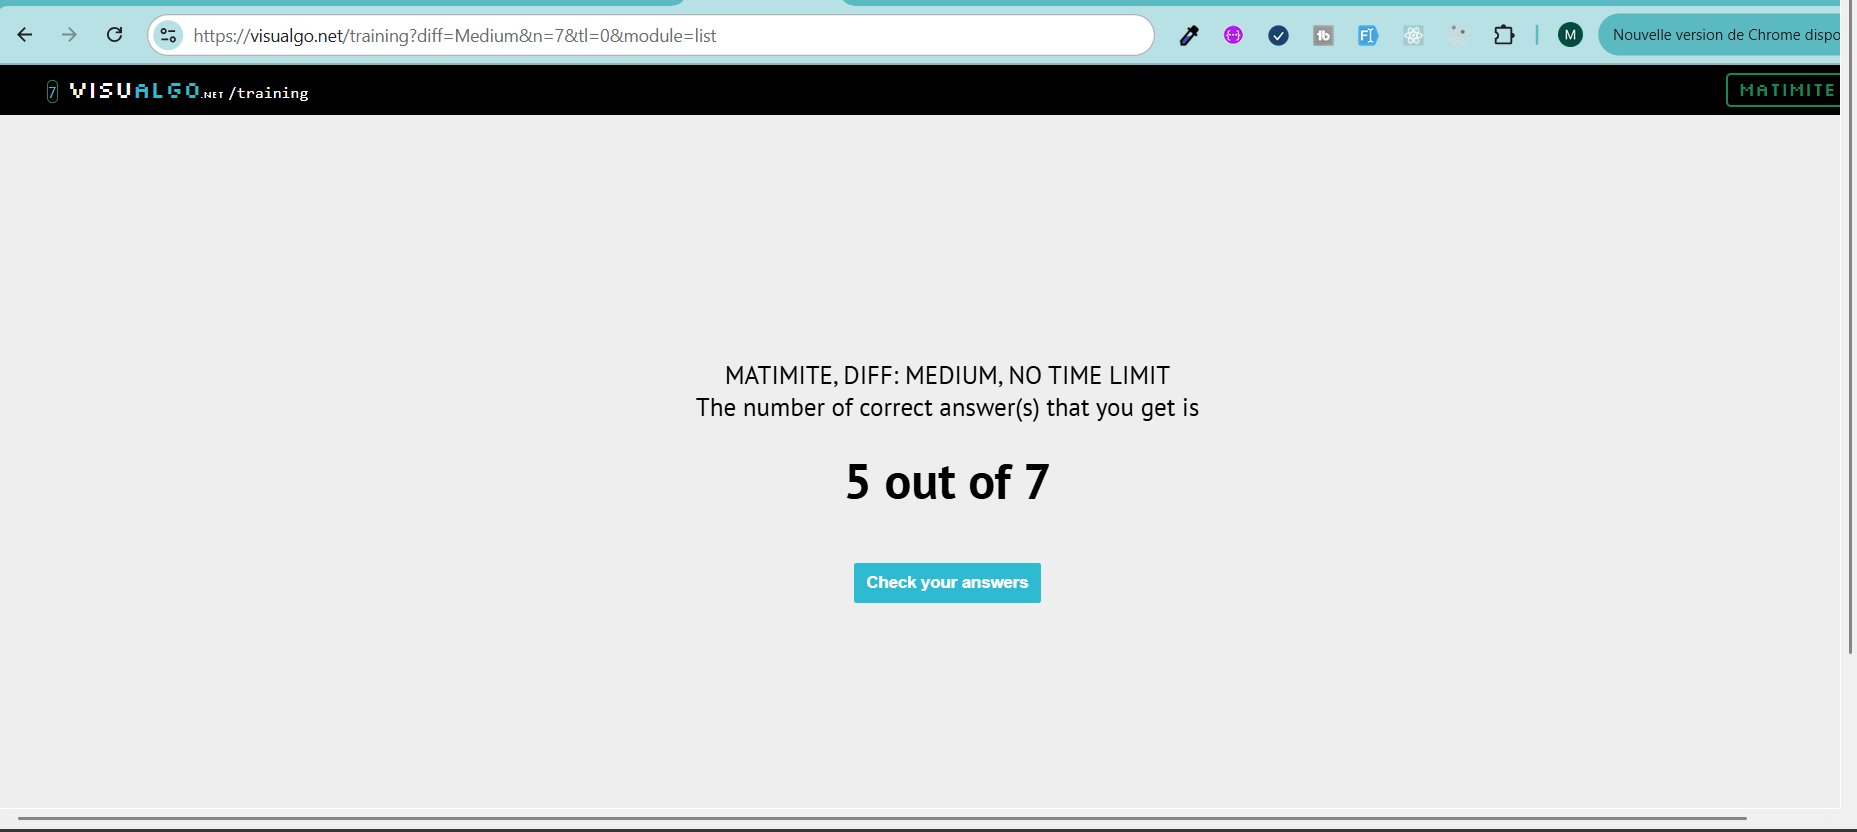 https://visualgo.net/training?diff=Medium&n=7&tl=0&module=list
M
Nouvelle version de Chrome dispo
7 VISUALGO.NET /training
MATIMITE
MATIMITE, DIFF: MEDIUM, NO TIME LIMIT
The number of correct answer(s) that you get is
5 out of 7
Check your answers